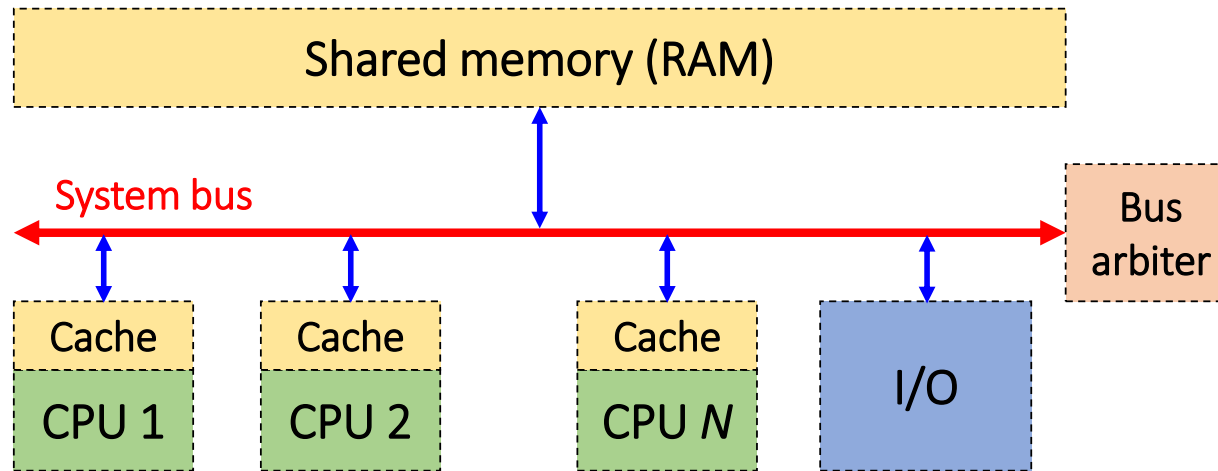 Shared memory (RAM)
System bus
Bus
arbiter
Cache
Cache
Cache
I/O
CPU 1
CPU 2
CPU N